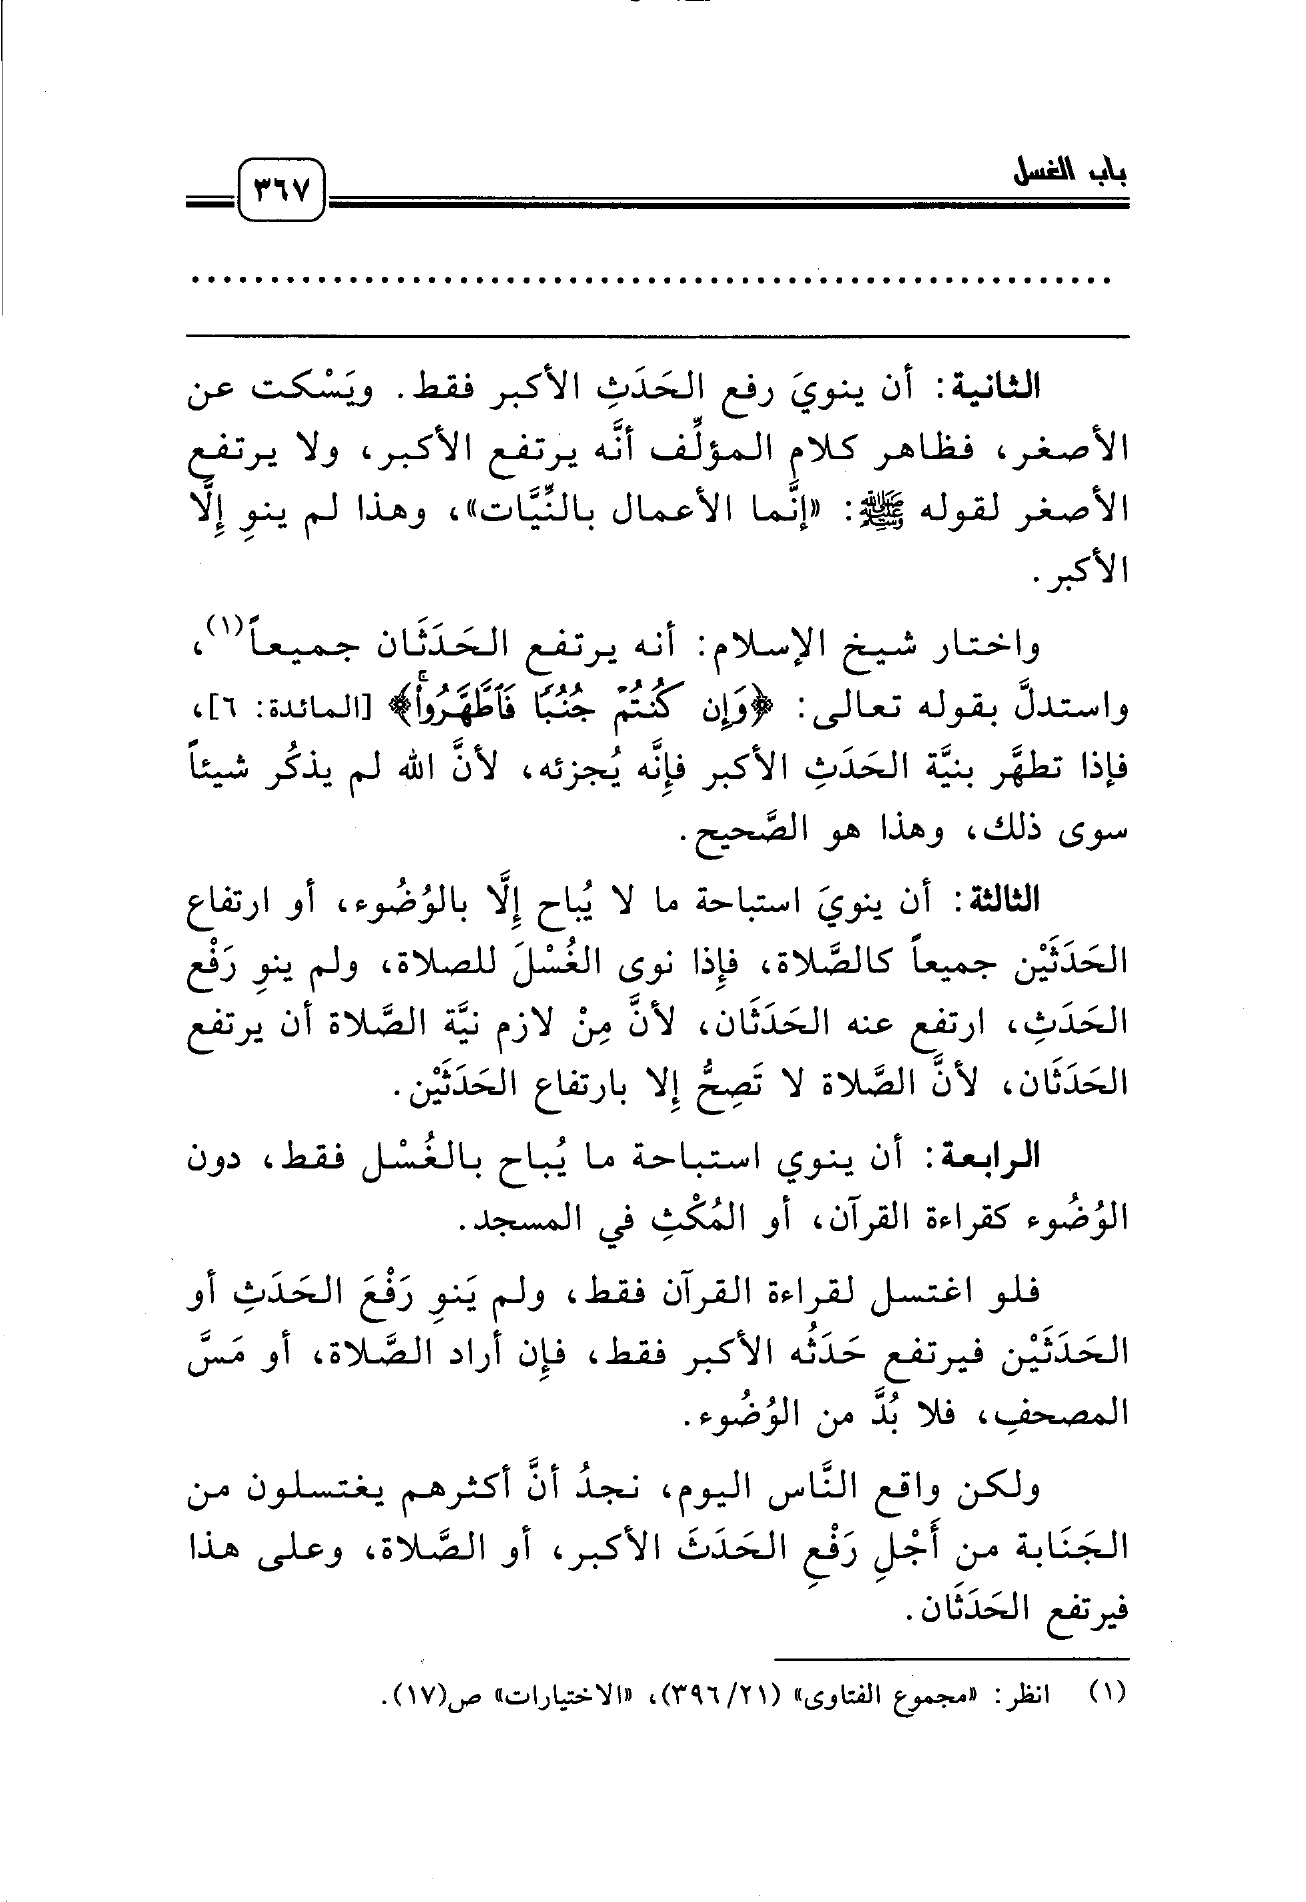 باب الغسل
٣٦٧
الثانية: أن ينويَ رفع الحَدَثِ الأكبر فقط. ويَسْكت عن
الأصغر، فظاهر كلام المؤلِّف أنَّه يرتفع الأكبر، ولا يرتفع
الأصغر لقوله ﷺ: «إنَّما الأعمال بالنِّيَّات»، وهذا لم ينوِ إِلَّا
الأكبر.
واختار شيخ الإسلام: أنه يرتفع الحَدَثَان جميعاً(١)،
واستدلَّ بقوله تعالى: ﴿وَإِن كُنتُمۡ جُنُبٗا فَٱطَّهَّرُواْۚ﴾ [المائدة: ٦]،
فإذا تطهَّر بنيَّة الحَدَثِ الأكبر فإِنَّه يُجزئه، لأنَّ الله لم يذكُر شيئاً
سوى ذلك، وهذا هو الصَّحيح.
الثالثة: أن ينويَ استباحة ما لا يُباح إِلَّا بالوُضُوء، أو ارتفاع
الحَدَثَيْن جميعاً كالصَّلاة، فإِذا نوى الغُسْلَ للصلاة، ولم ينوِ رَفْع
الحَدَثِ، ارتفع عنه الحَدَثَان، لأنَّ مِنْ لازم نيَّة الصَّلاة أن يرتفع
الحَدَثَان، لأنَّ الصَّلاة لا تَصِحُّ إِلا بارتفاع الحَدَثَيْن.
الرابعة: أن ينوي استباحة ما يُباح بالغُسْل فقط، دون
الوُضُوء كقراءة القرآن، أو المُكْثِ في المسجد.
فلو اغتسل لقراءة القرآن فقط، ولم يَنوِ رَفْعَ الحَدَثِ أو
الحَدَثَيْن فيرتفع حَدَثُه الأكبر فقط، فإِن أراد الصَّلاة، أو مَسَّ
المصحفِ، فلا بُدَّ من الوُضُوء.
ولكن واقع النَّاس اليوم، نجدُ أنَّ أكثرهم يغتسلون من
الجَنَابة من أَجْلِ رَفْعِ الحَدَثَ الأكبر، أو الصَّلاة، وعلى هذا
فيرتفع الحَدَثَان.
(١) انظر: «مجموع الفتاوى» (٣٩٦/٢١)، «الاختيارات» ص(١٧).